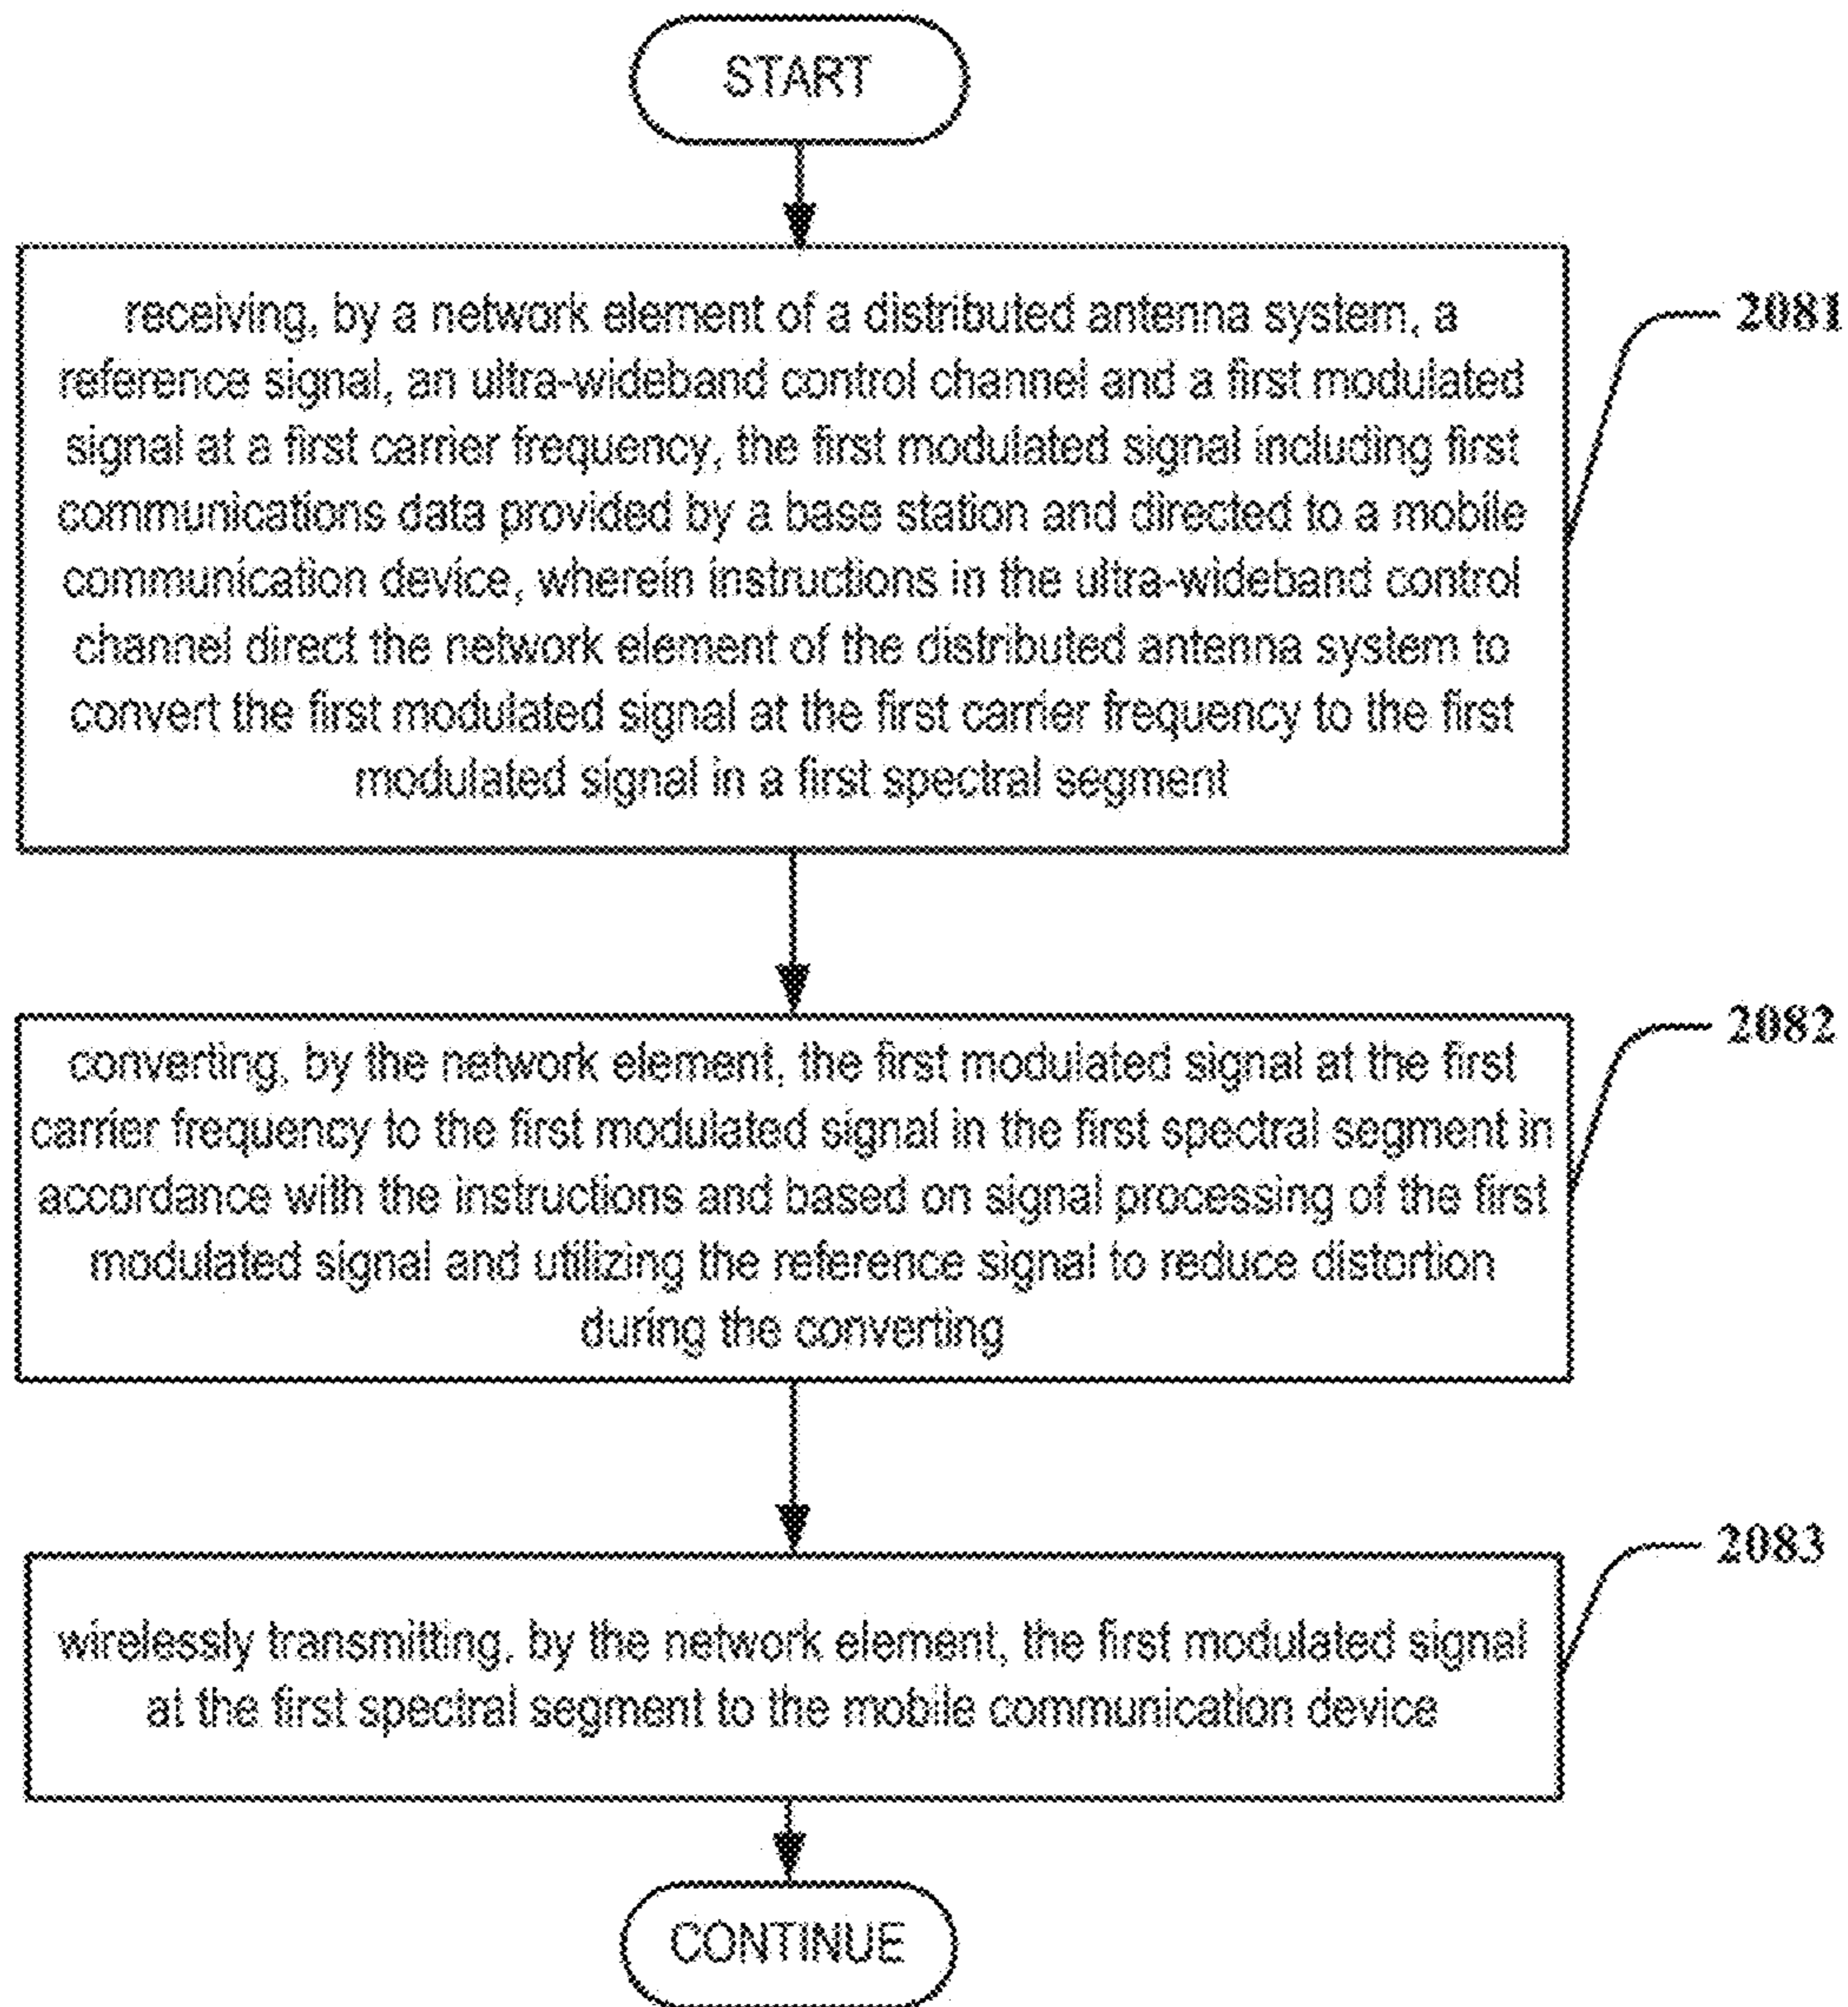 START
receiving, by a network element of a distributed antenna system, a
reference signal, an ultra-wideband control channel and a first modulated
signal at a first carrier frequency, the first modulated signal including first
communications data provided by a base station and directed to a mobile
communication device, wherein instructions in the ultra-wideband control
channel direct the network element of the distributed antenna system to
convert the first modulated signal at the first carrier frequency to the first
modulated signal in a first spectral segment
2081
converting, by the network element, the first modulated signal at the first
carrier frequency to the first modulated signal in the first spectral segment in
accordance with the instructions and based on signal processing of the first
modulated signal and utilizing the reference signal to reduce distortion
during the converting
2082
wirelessly transmitting, by the network element, the first modulated signal
at the first spectral segment to the mobile communication device
2083
CONTINUE